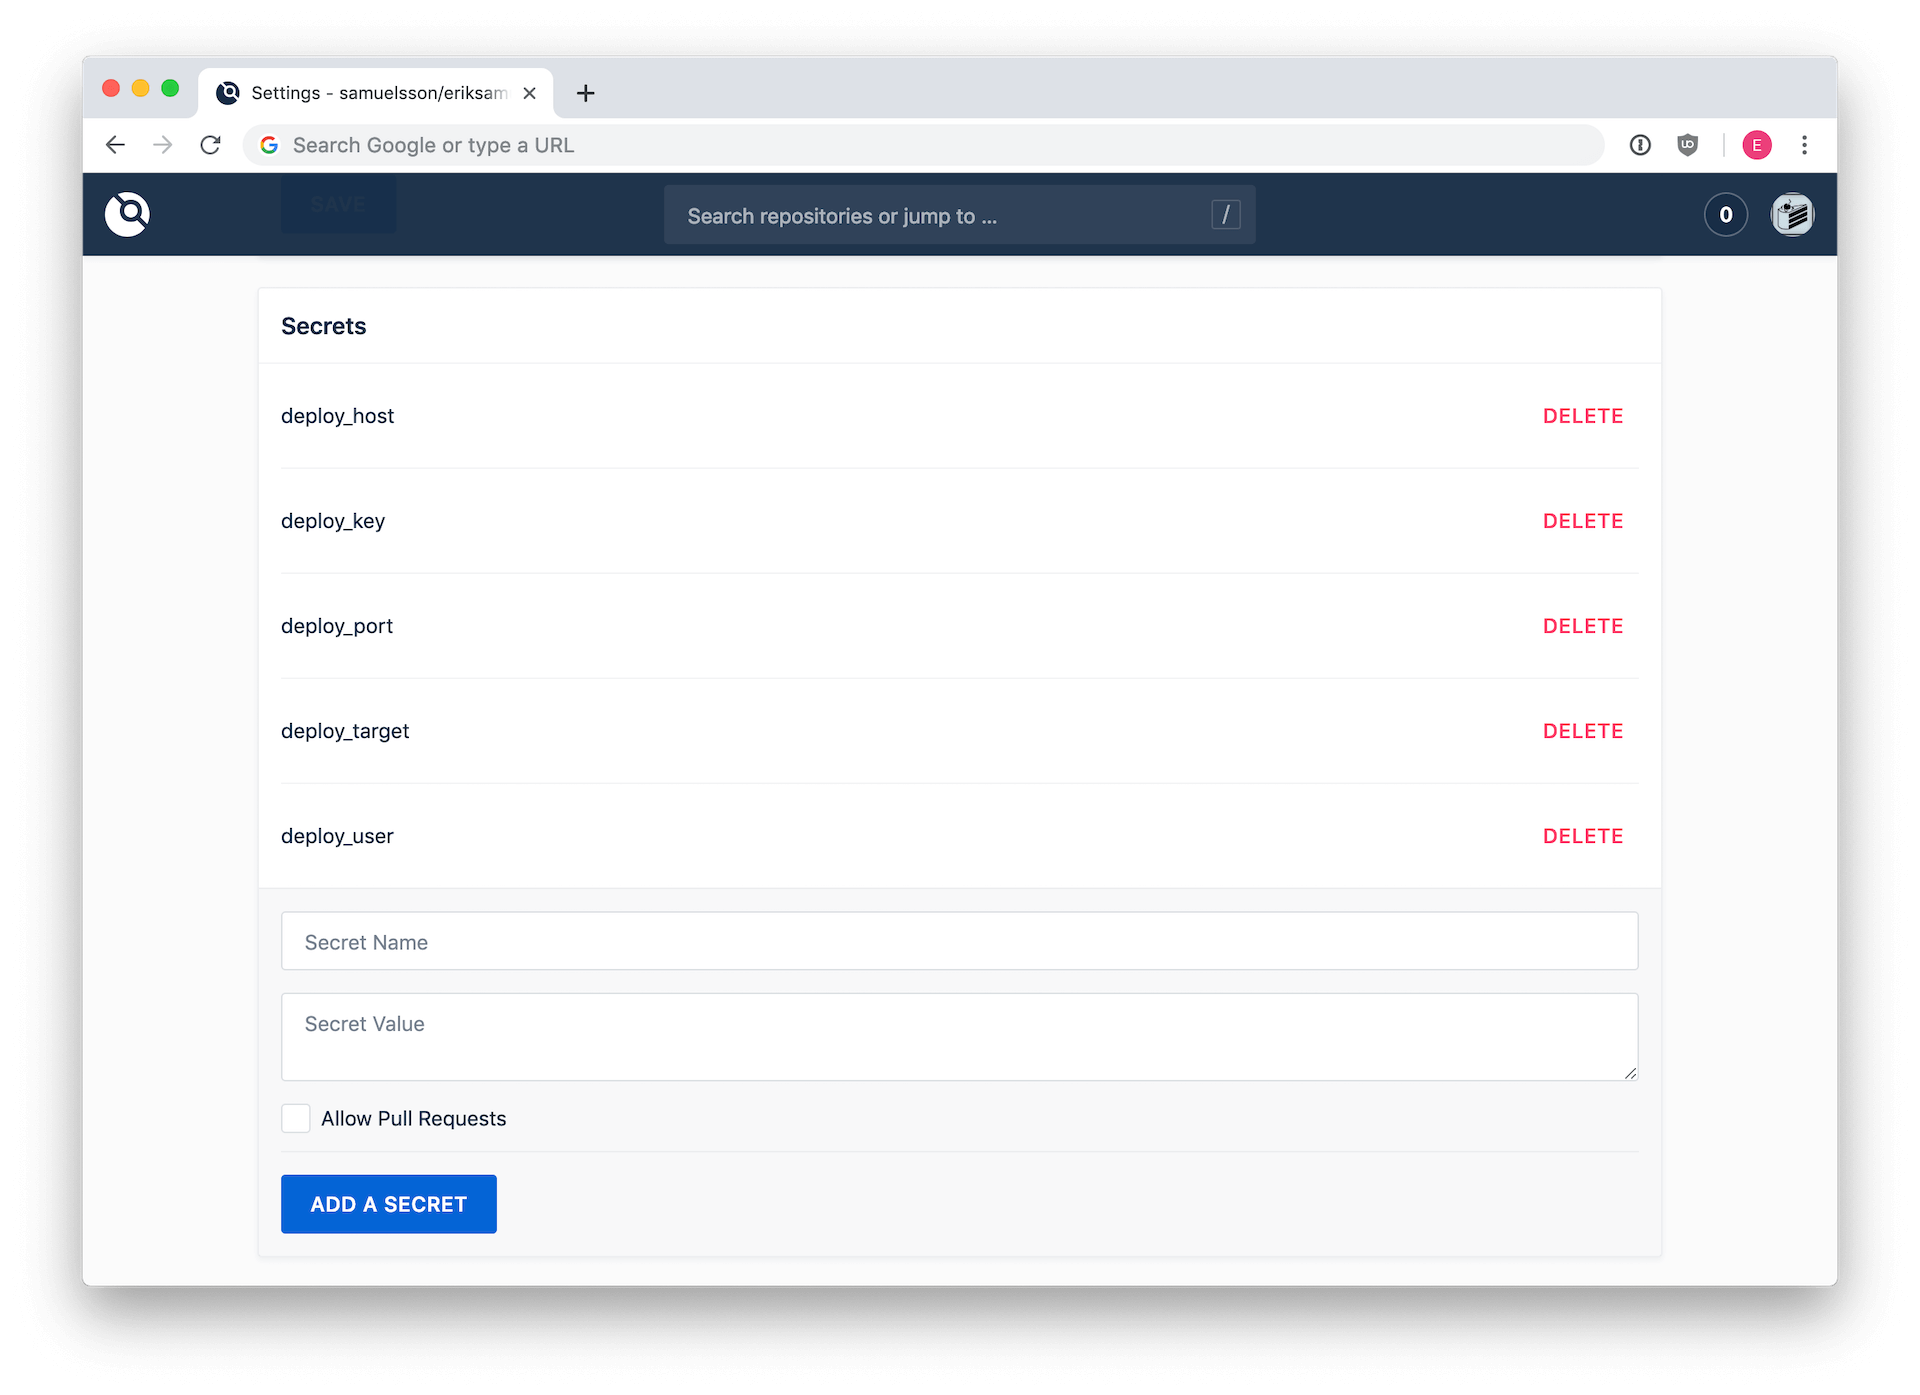 Settings - samuelsson/eriksam
Search Google or type a URL
E
SAVE
Search repositories or jump to ...
/
0
Secrets
deploy_host DELETE
deploy_key DELETE
deploy_port DELETE
deploy_target DELETE
deploy_user DELETE
Secret Name
Secret Value
Allow Pull Requests
ADD A SECRET